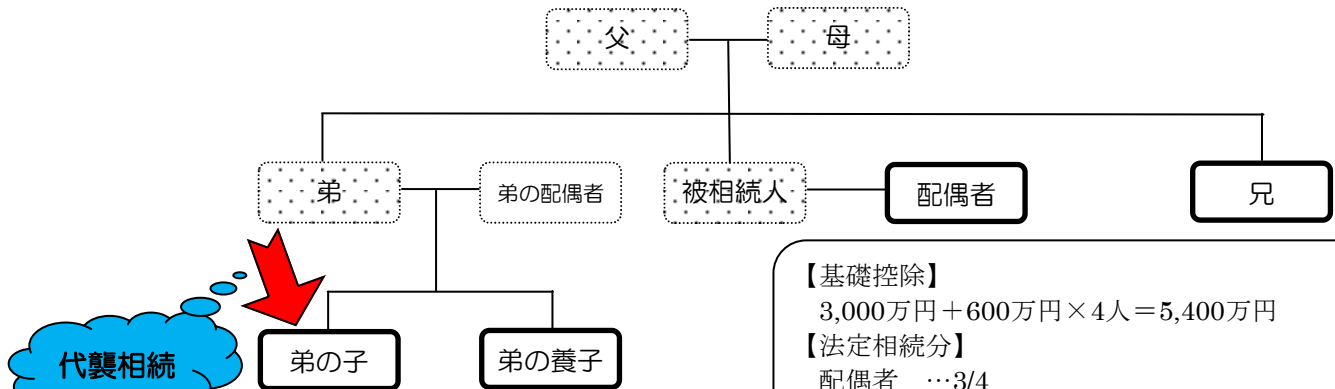 父
母
弟
弟の配偶者
被相続人
配偶者
兄
【基礎控除】
3,000万円＋600万円×4人＝5,400万円
【法定相続分】
配偶者 …3/4
代襲相続
弟の子
弟の養子